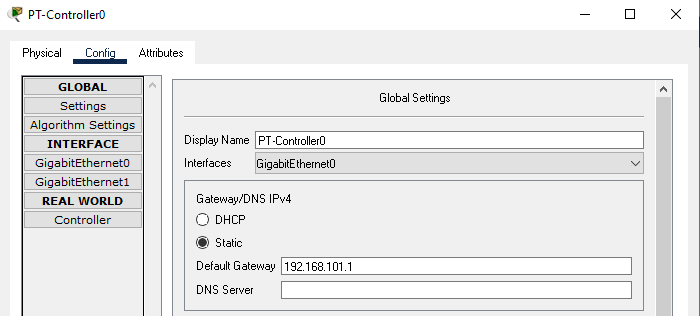 PT-Controller0
Physical Config Attributes
GLOBAL
Settings
Algorithm Settings
INTERFACE
GigabitEthernet0
GigabitEthernet1
REAL WORLD
Controller
Global Settings
Display Name PT-Controller0
Interfaces GigabitEthernet0
Gateway/DNS IPv4
DHCP
Static
Default Gateway 192.168.101.1
DNS Server